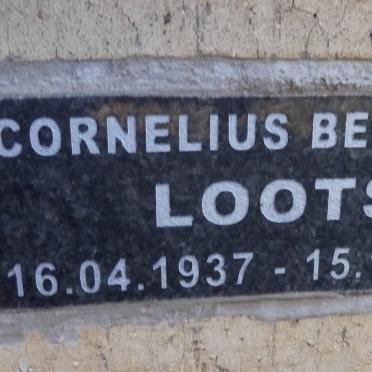 CORNELIUS BE
LOOTS
16.04.1937 - 15.